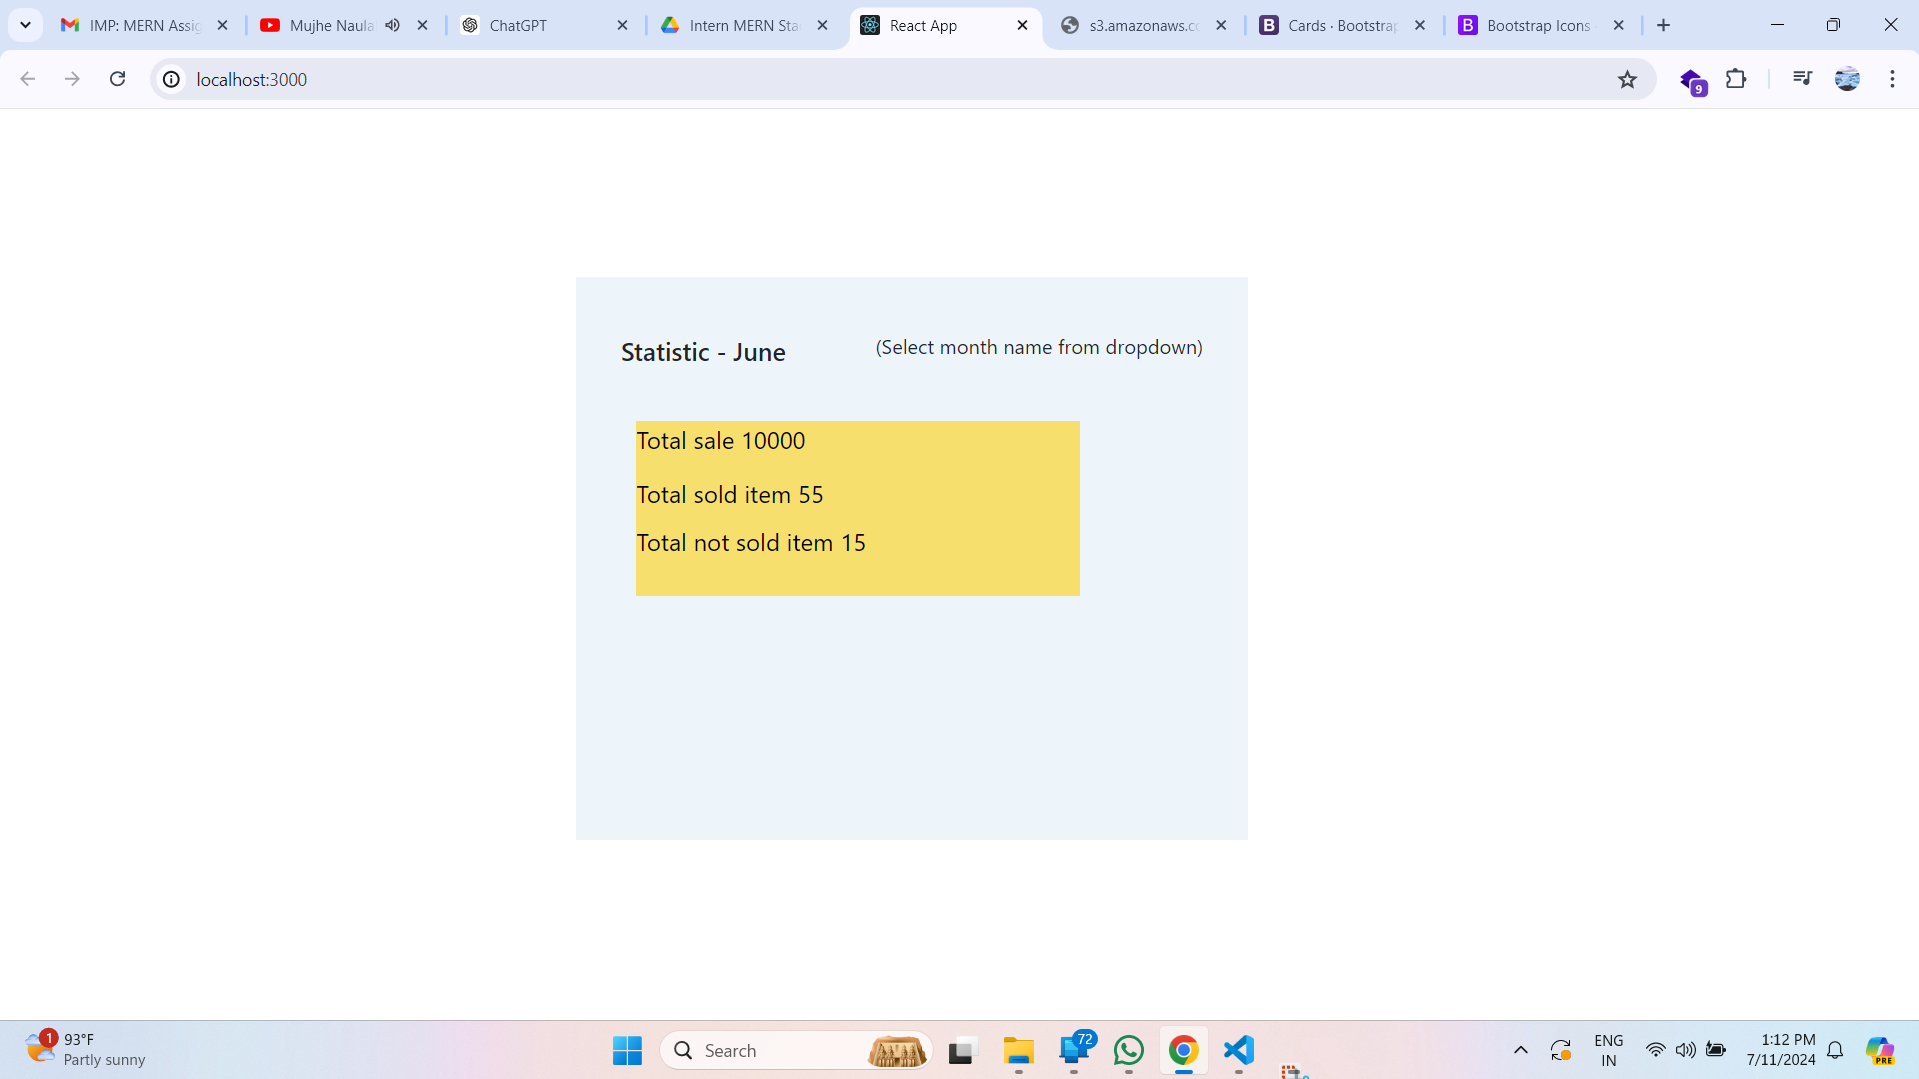 IMP: MERN Assig
Mujhe Naula
ChatGPT
Intern MERN Sta
React App
s3.amazonaws.co
Cards · Bootstrap
Bootstrap Icons
localhost:3000
9
Statistic - June
(Select month name from dropdown)
Total sale 10000
Total sold item 55
Total not sold item 15
1
93°F
Partly sunny
Search
72
ENG
IN
1:12 PM
7/11/2024
PRE